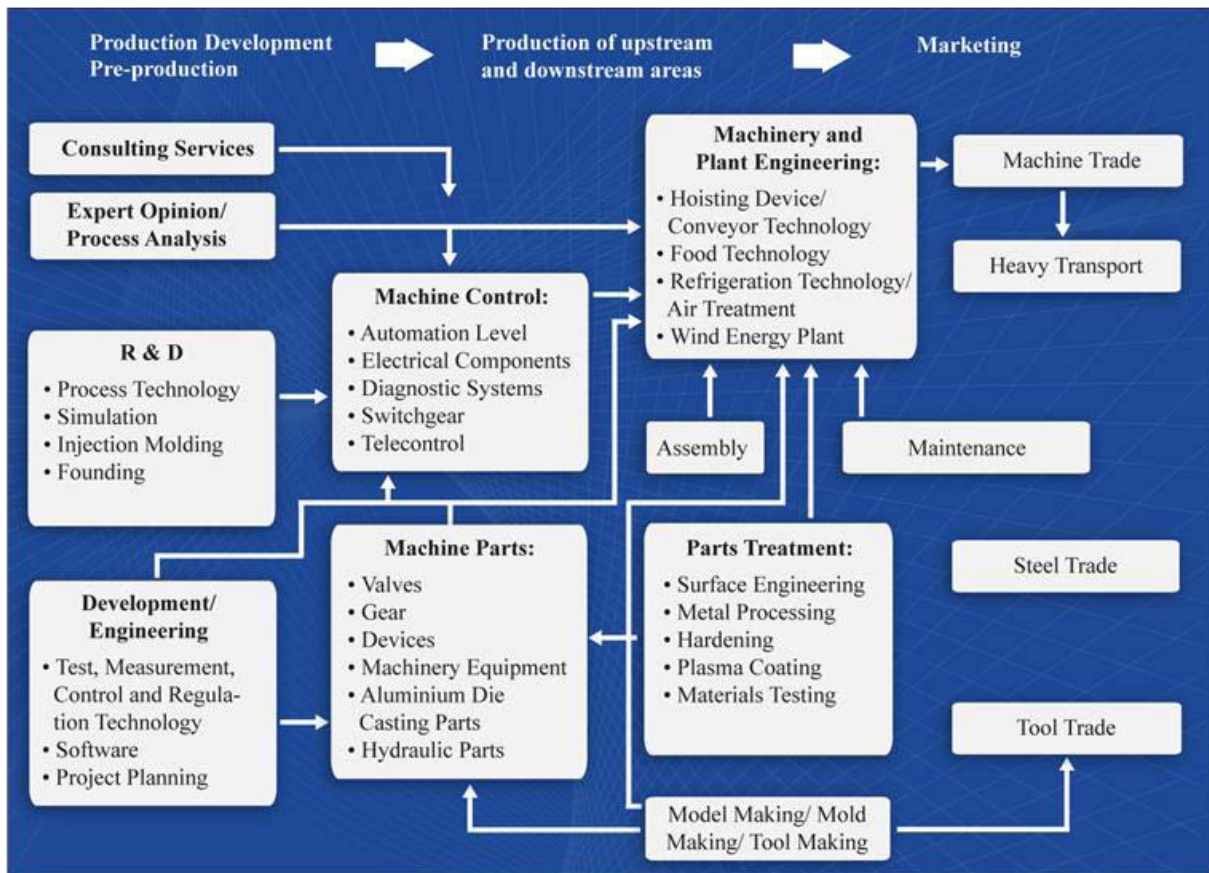 Production Development
Pre-production
Production of upstream
and downstream areas
Marketing
Consulting Services
Expert Opinion/
Process Analysis
R & D
• Process Technology
• Simulation
• Injection Molding
• Founding
Development/
Engineering
• Test, Measurement,
Control and Regula-
tion Technology
• Software
• Project Planning
Machine Control:
• Automation Level
• Electrical Components
• Diagnostic Systems
• Switchgear
• Telecontrol
Machine Parts:
• Valves
• Gear
• Devices
• Machinery Equipment
• Aluminium Die
Casting Parts
• Hydraulic Parts
Machinery and
Plant Engineering:
• Hoisting Device/
Conveyor Technology
• Food Technology
• Refrigeration Technology/
Air Treatment
• Wind Energy Plant
Assembly
Maintenance
Parts Treatment:
• Surface Engineering
• Metal Processing
• Hardening
• Plasma Coating
• Materials Testing
Model Making/ Mold
Making/ Tool Making
Machine Trade
Heavy Transport
Steel Trade
Tool Trade